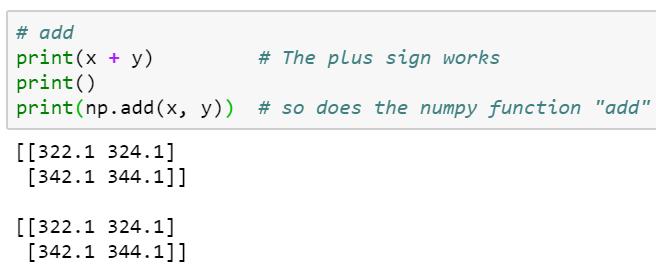 # add
print(x + y)         # The plus sign works
print()
print(np.add(x, y))  # so does the numpy function "add"
[[322.1 324.1]
 [342.1 344.1]]

[[322.1 324.1]
 [342.1 344.1]]